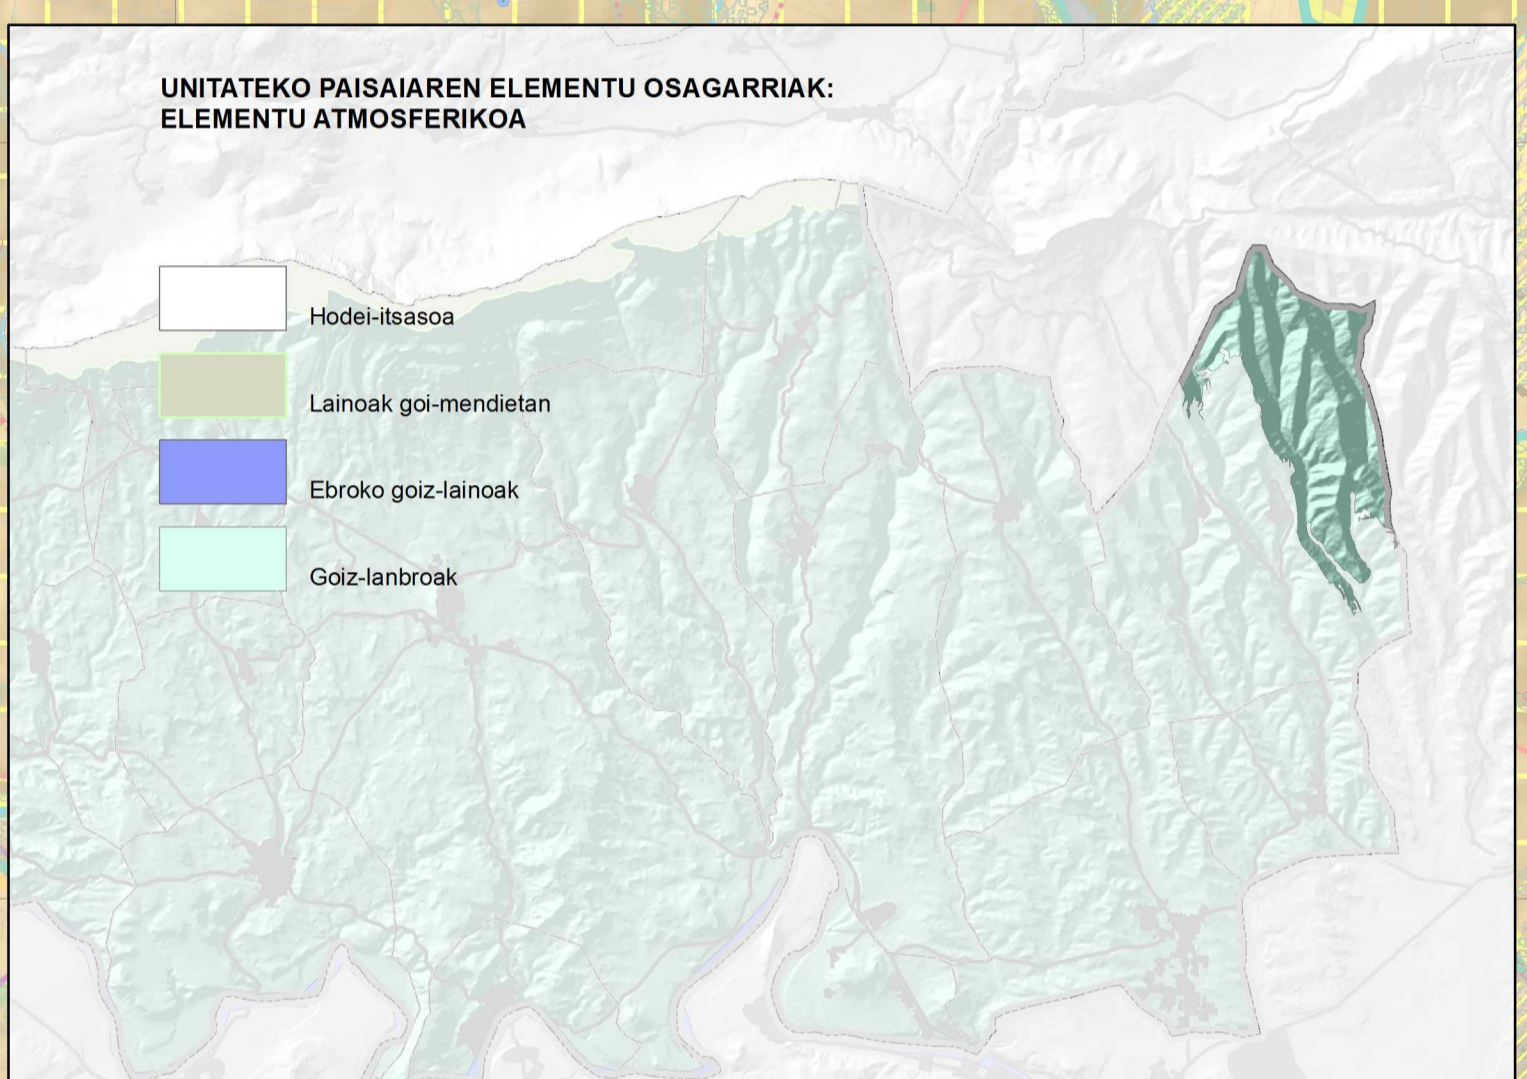 UNITATEKO PAISAIAREN ELEMENTU OSAGARRIAK:
ELEMENTU ATMOSFERIKOA
Hodei-itsasoa
Lainoak goi-mendietan
Ebroko goiz-lainoak
Goiz-lanbroak